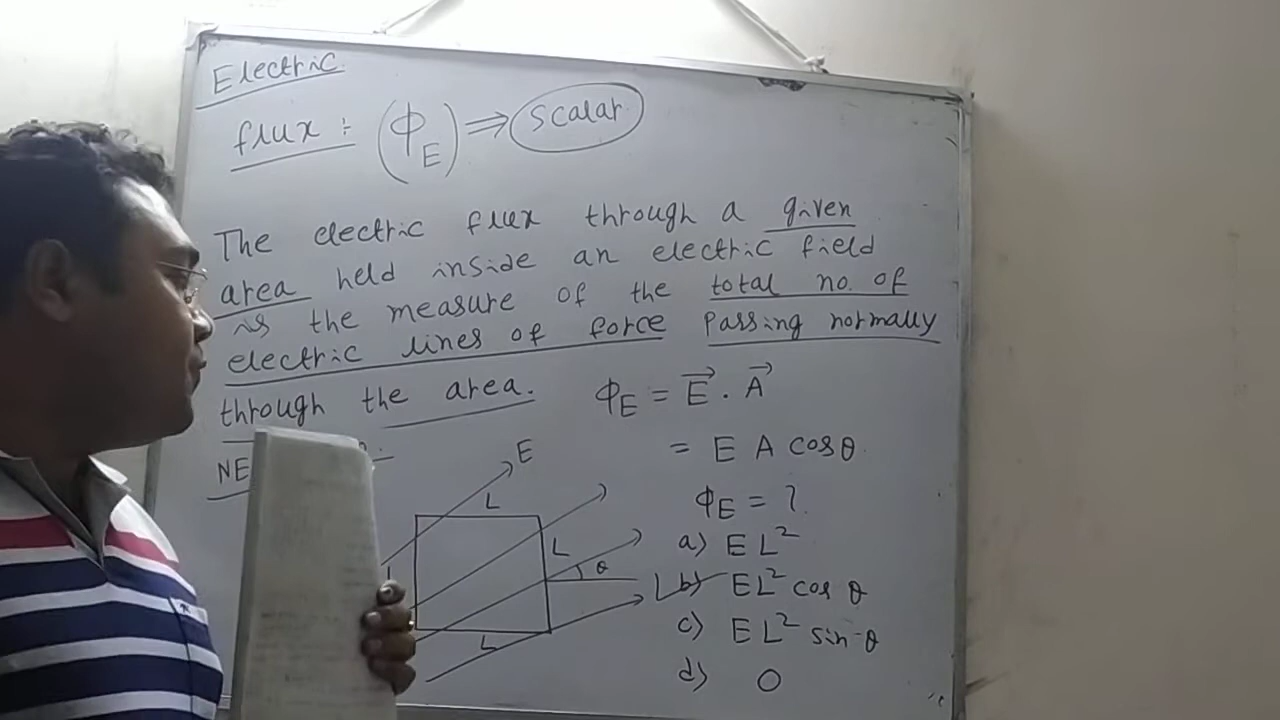 Electric
flux :- (ϕE) ⇒ scalar
The electric flux through a given
area held inside an electric field
is the measure of the total no. of
electric lines of force Passing normally
through the area.
ϕE = E⃗ . A⃗
= E A cosθ
ϕE = ?
a) EL²
b) EL² cos θ
c) EL² sin θ
d) 0
E
L
L
θ
L